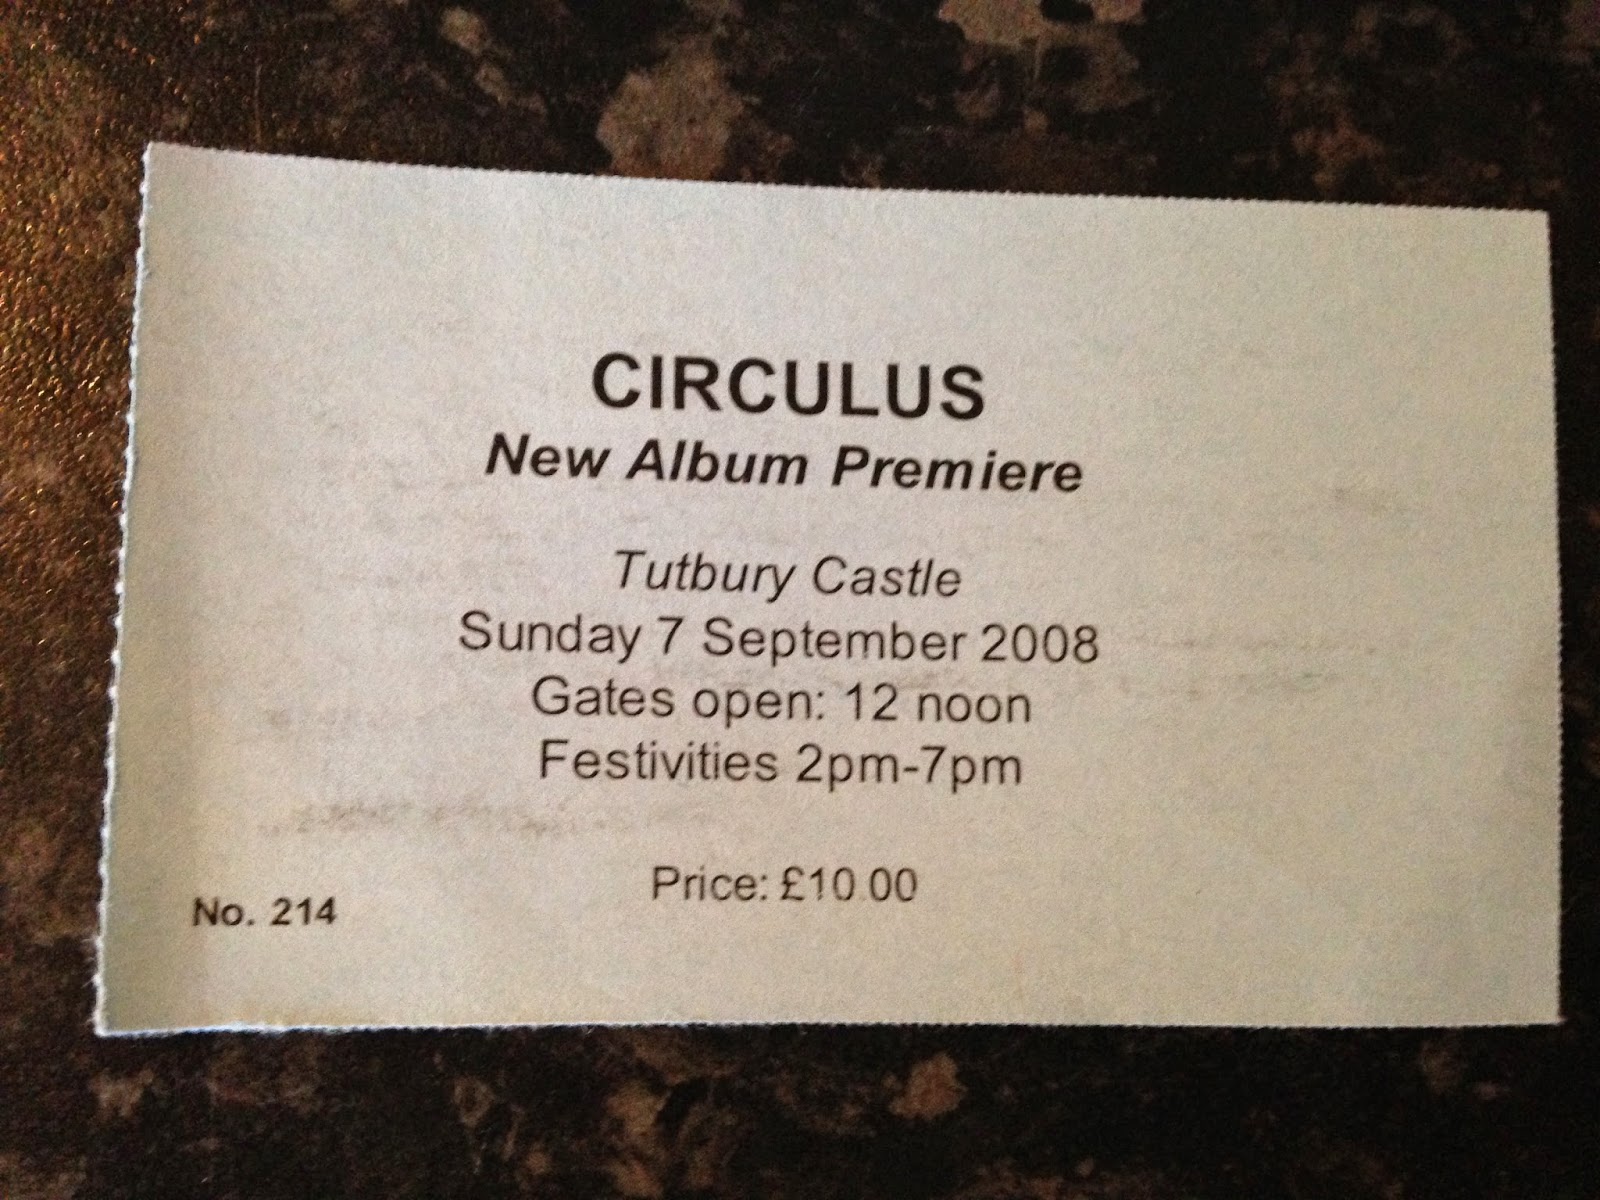 CIRCULUS
New Album Premiere
Tutbury Castle
Sunday 7 September 2008
Gates open: 12 noon
Festivities 2pm-7pm
Price: £10.00
No. 214